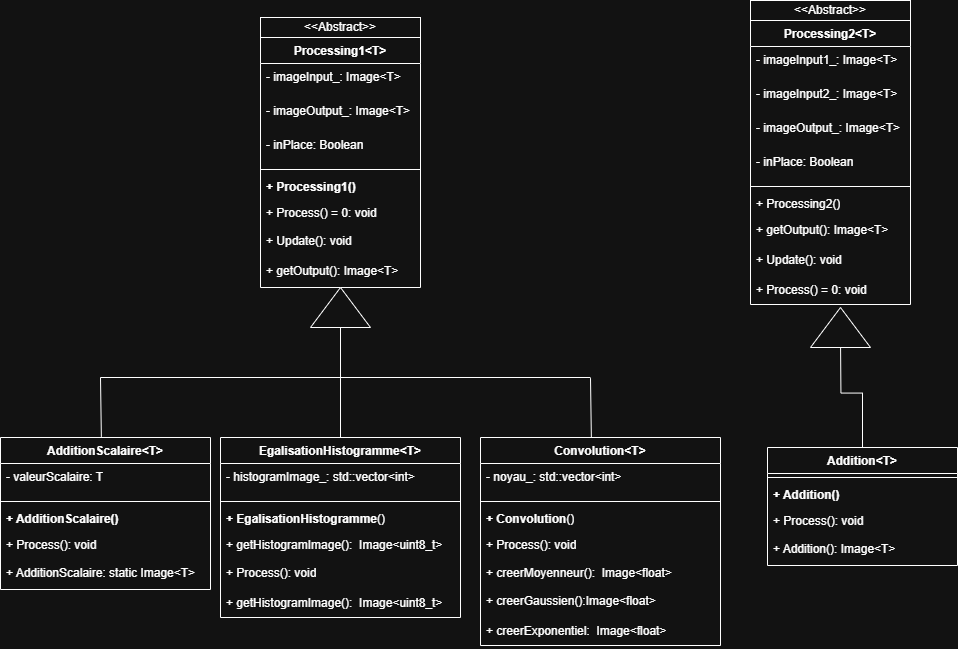 <<Abstract>>
Processing1<T>
- imageInput_: Image<T>
- imageOutput_: Image<T>
- inPlace: Boolean
+ Processing1()
+ Process() = 0: void
+ Update(): void
+ getOutput(): Image<T>
<<Abstract>>
Processing2<T>
- imageInput1_: Image<T>
- imageInput2_: Image<T>
- imageOutput_: Image<T>
- inPlace: Boolean
+ Processing2()
+ getOutput(): Image<T>
+ Update(): void
+ Process() = 0: void
AdditionScalaire<T>
- valeurScalaire: T
+ AdditionScalaire()
+ Process(): void
+ AdditionScalaire: static Image<T>
EgalisationHistogramme<T>
- histogramImage_: std::vector<int>
+ EgalisationHistogramme()
+ getHistogramImage(): Image<uint8_t>
+ Process(): void
+ getHistogramImage(): Image<uint8_t>
Convolution<T>
- noyau_: std::vector<int>
+ Convolution()
+ Process(): void
+ creerMoyenneur(): Image<float>
+ creerGaussien():Image<float>
+ creerExponentiel: Image<float>
Addition<T>
+ Addition()
+ Process(): void
+ Addition(): Image<T>